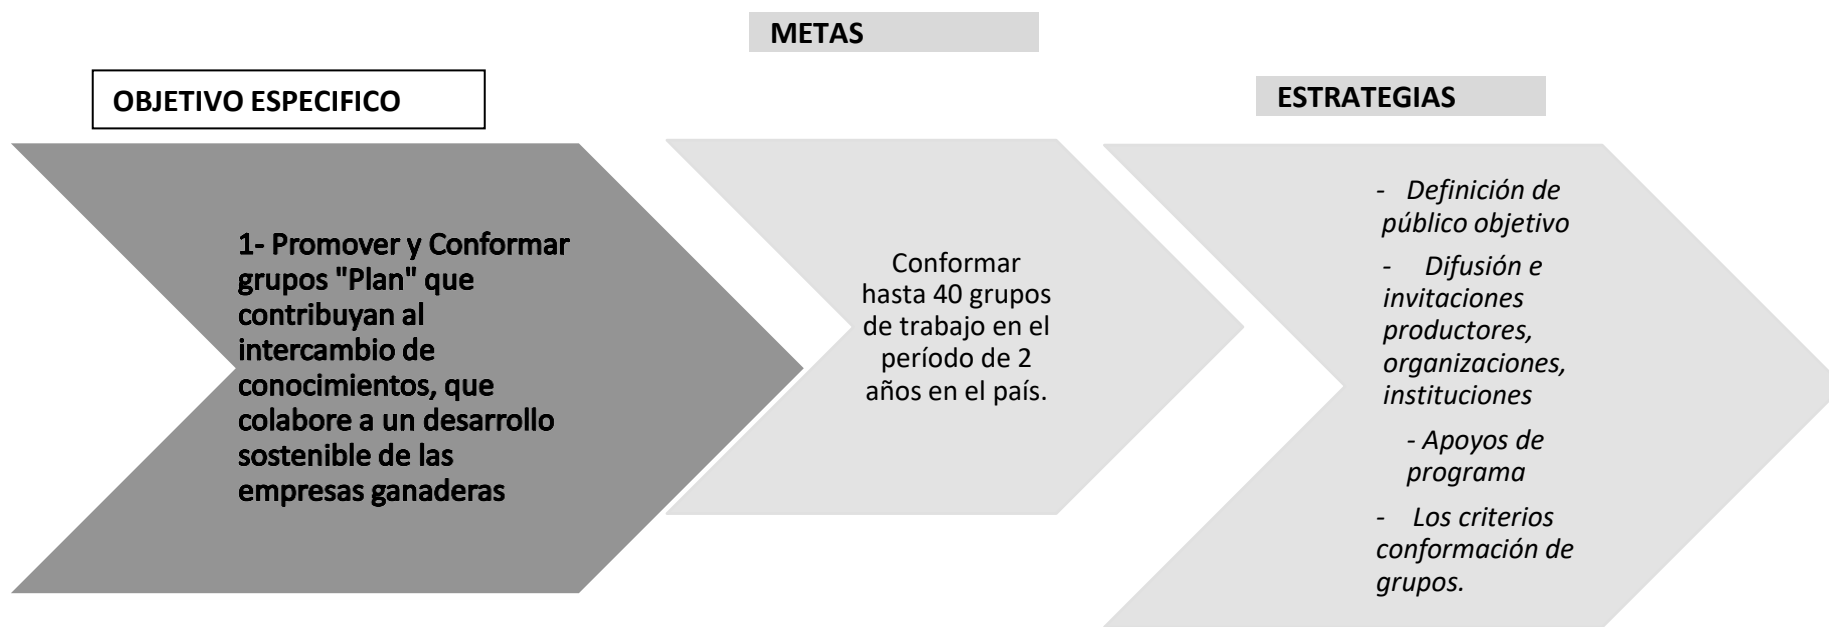 METAS
OBJETIVO ESPECIFICO
ESTRATEGIAS
1- Promover y Conformar
grupos "Plan" que
contribuyan al
intercambio de
conocimientos, que
colabore a un desarrollo
sostenible de las
empresas ganaderas
Conformar
hasta 40 grupos
de trabajo en el
período de 2
años en el país.
- Definición de
público objetivo
- Difusión e
invitaciones
productores,
organizaciones,
instituciones
- Apoyos de
programa
- Los criterios
conformación de
grupos.